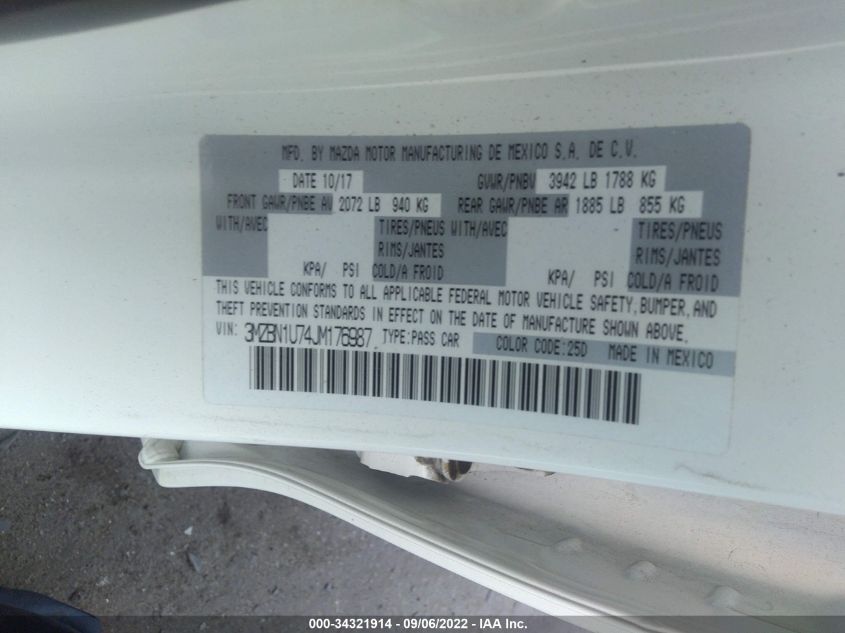 MFD. BY MAZDA MOTOR MANUFACTURING DE MEXICO S.A. DE C.V.
DATE 10/17 GVWR/PNBV 3942 LB 1788 KG
FRONT GAWR/PNBE AV 2072 LB 940 KG REAR GAWR/PNBE AR 1885 LB 855 KG
WITH/AVEC TIRES/PNEUS WITH/AVEC TIRES/PNEUS
RIMS/JANTES RIMS/JANTES
KPA/ PSI COLD/A FROID KPA/ PSI COLD/A FROID
THIS VEHICLE CONFORMS TO ALL APPLICABLE FEDERAL MOTOR VEHICLE SAFETY, BUMPER, AND
THEFT PREVENTION STANDARDS IN EFFECT ON THE DATE OF MANUFACTURE SHOWN ABOVE.
VIN: 3MZBN1U74JM176987 TYPE:PASS CAR COLOR CODE:25D MADE IN MEXICO
000-34321914 - 09/06/2022 - IAA Inc.